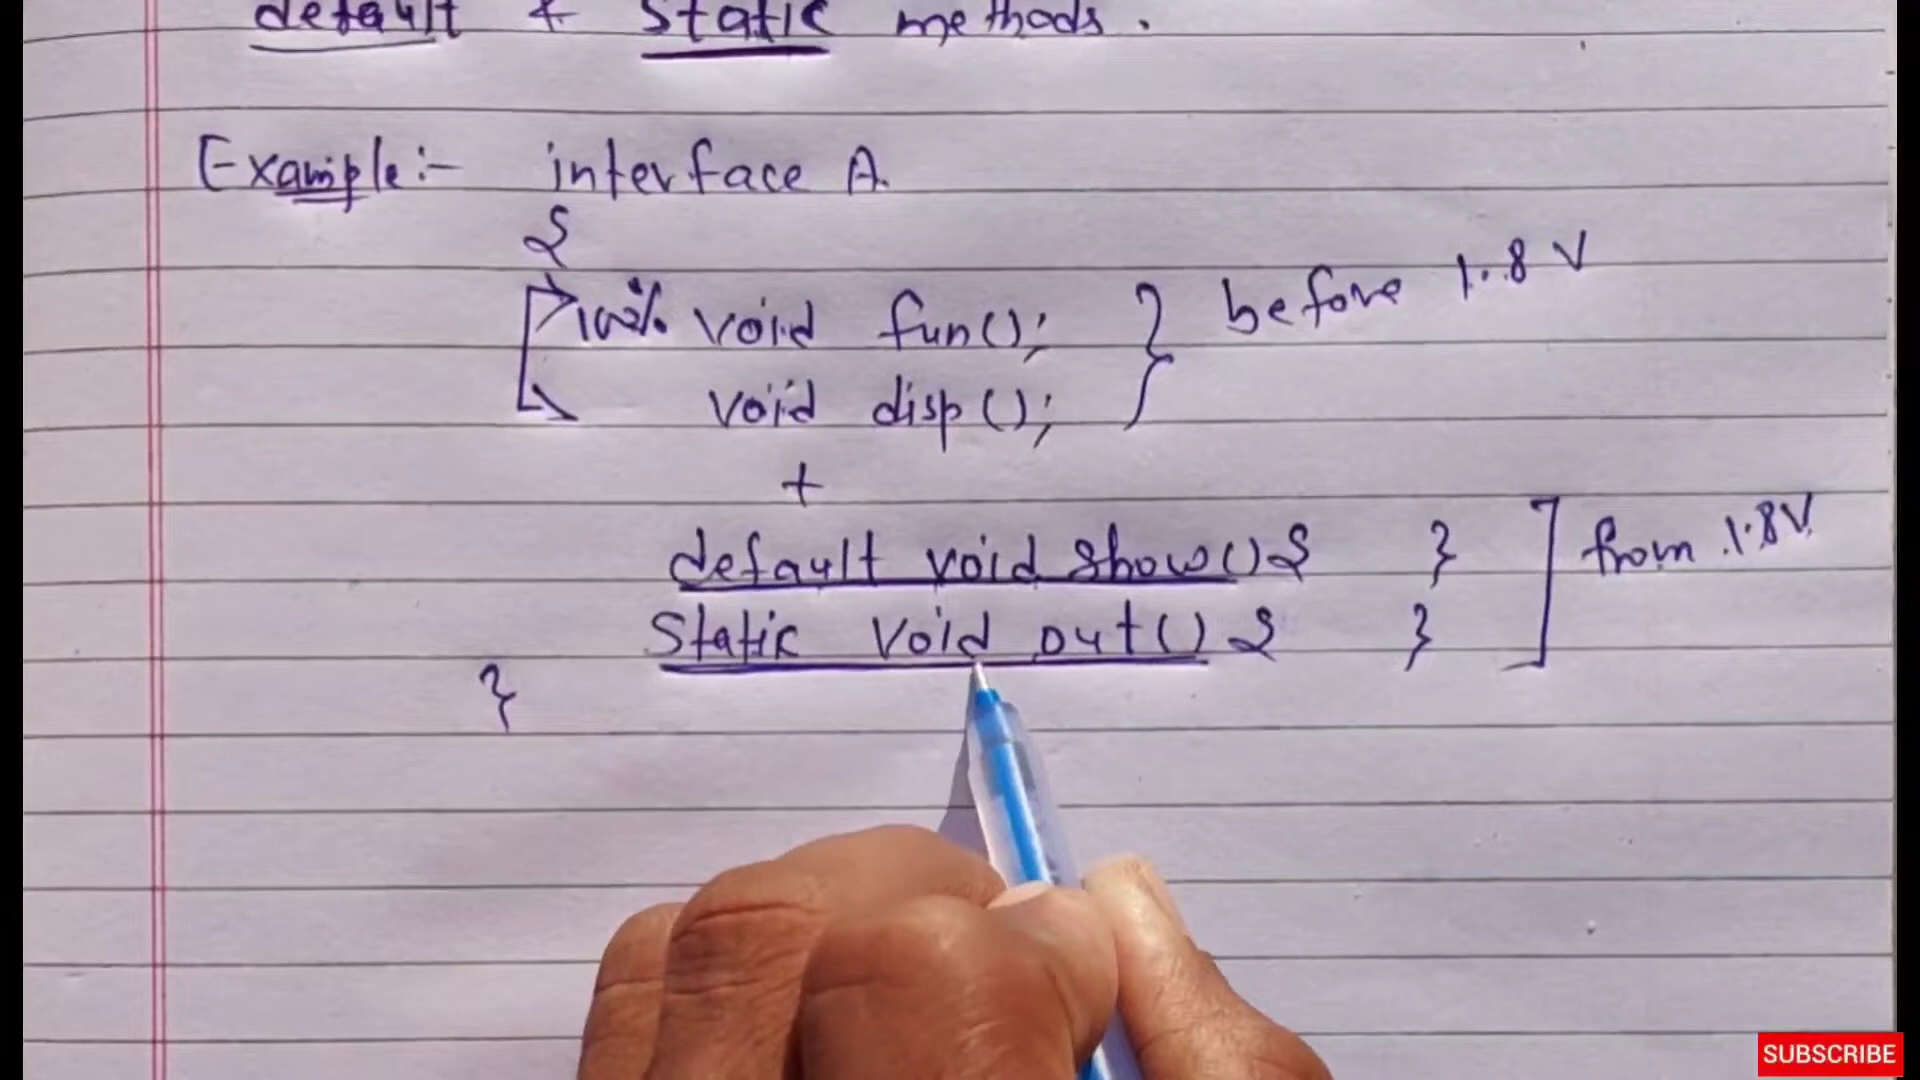 default & static methods.
Example:- interface A
{
100% void fun(); } before 1.8 V
void disp();
+
default void show(){ } ] from 1.8V
static void out(){ }
}
SUBSCRIBE